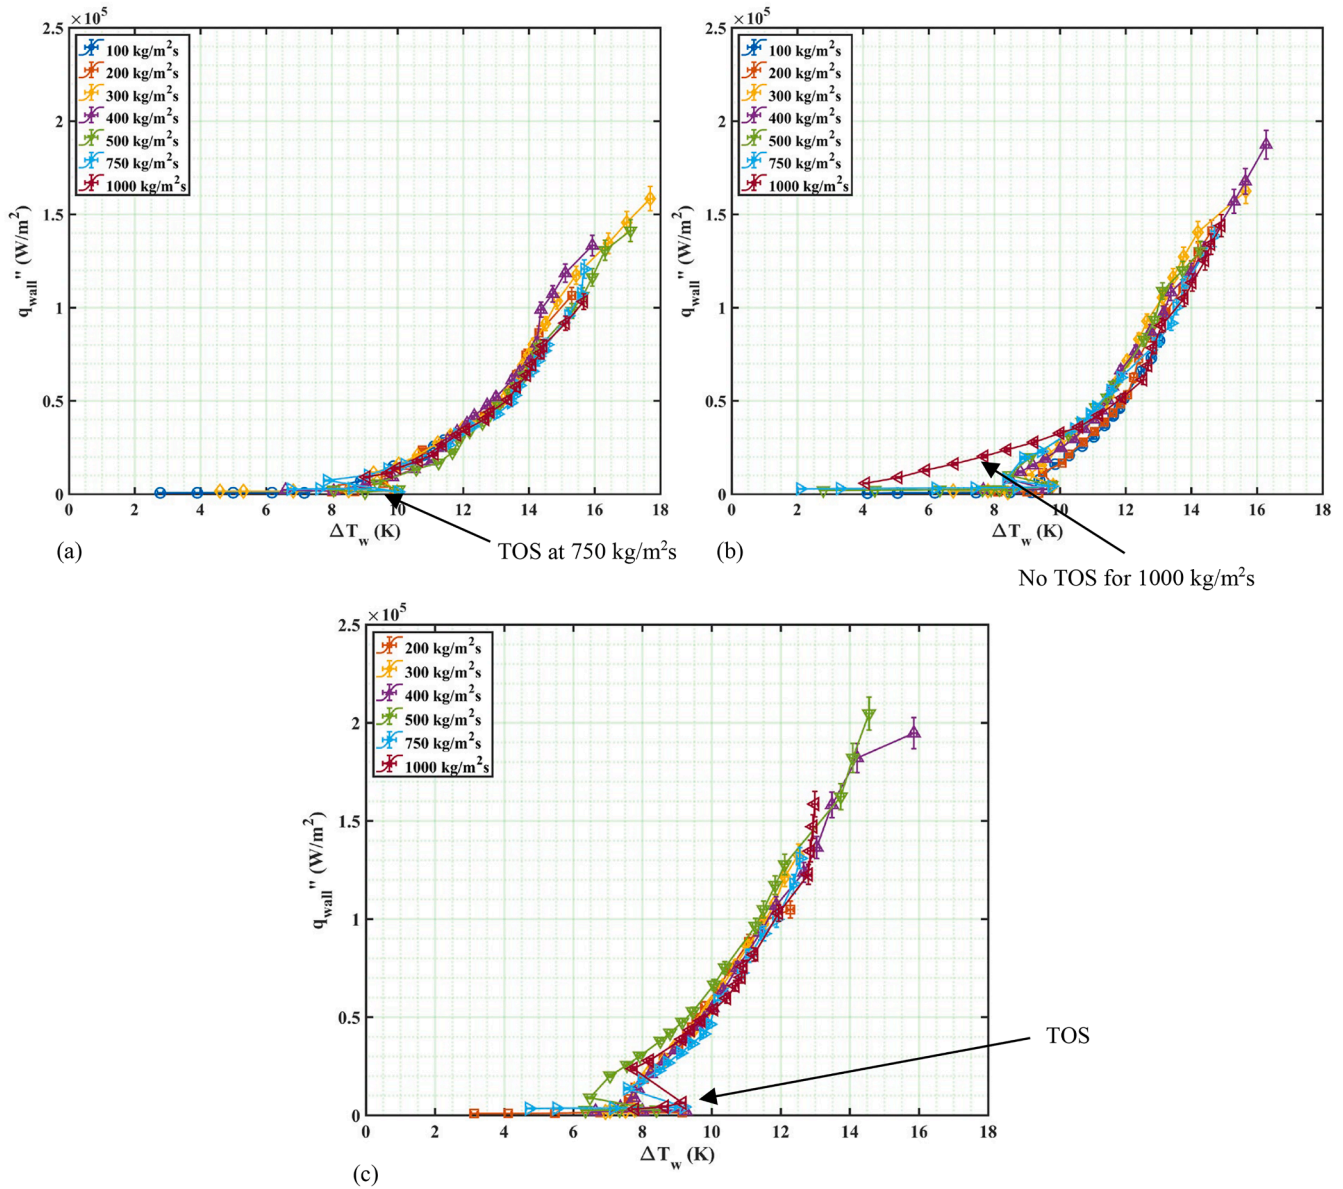 ×10⁵
2.5
2
1.5
1
0.5
0
q_wall'' (W/m²)
100 kg/m²s
200 kg/m²s
300 kg/m²s
400 kg/m²s
500 kg/m²s
750 kg/m²s
1000 kg/m²s
0 2 4 6 8 10 12 14 16 18
ΔT_w (K)
(a)
TOS at 750 kg/m²s
×10⁵
2.5
2
1.5
1
0.5
0
q_wall'' (W/m²)
100 kg/m²s
200 kg/m²s
300 kg/m²s
400 kg/m²s
500 kg/m²s
750 kg/m²s
1000 kg/m²s
0 2 4 6 8 10 12 14 16 18
ΔT_w (K)
(b)
No TOS for 1000 kg/m²s
×10⁵
2.5
2
1.5
1
0.5
0
q_wall'' (W/m²)
200 kg/m²s
300 kg/m²s
400 kg/m²s
500 kg/m²s
750 kg/m²s
1000 kg/m²s
TOS
0 2 4 6 8 10 12 14 16 18
ΔT_w (K)
(c)